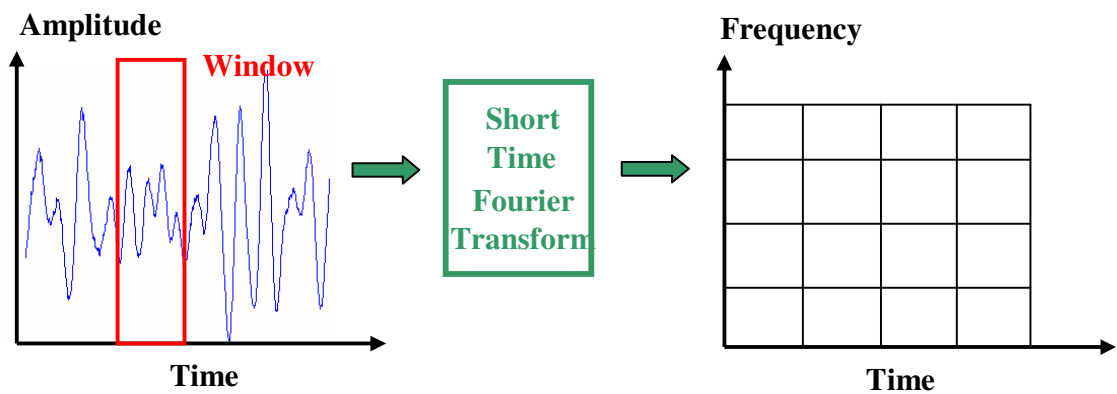 Amplitude
Window
Time
Short
Time
Fourier
Transform
Frequency
Time